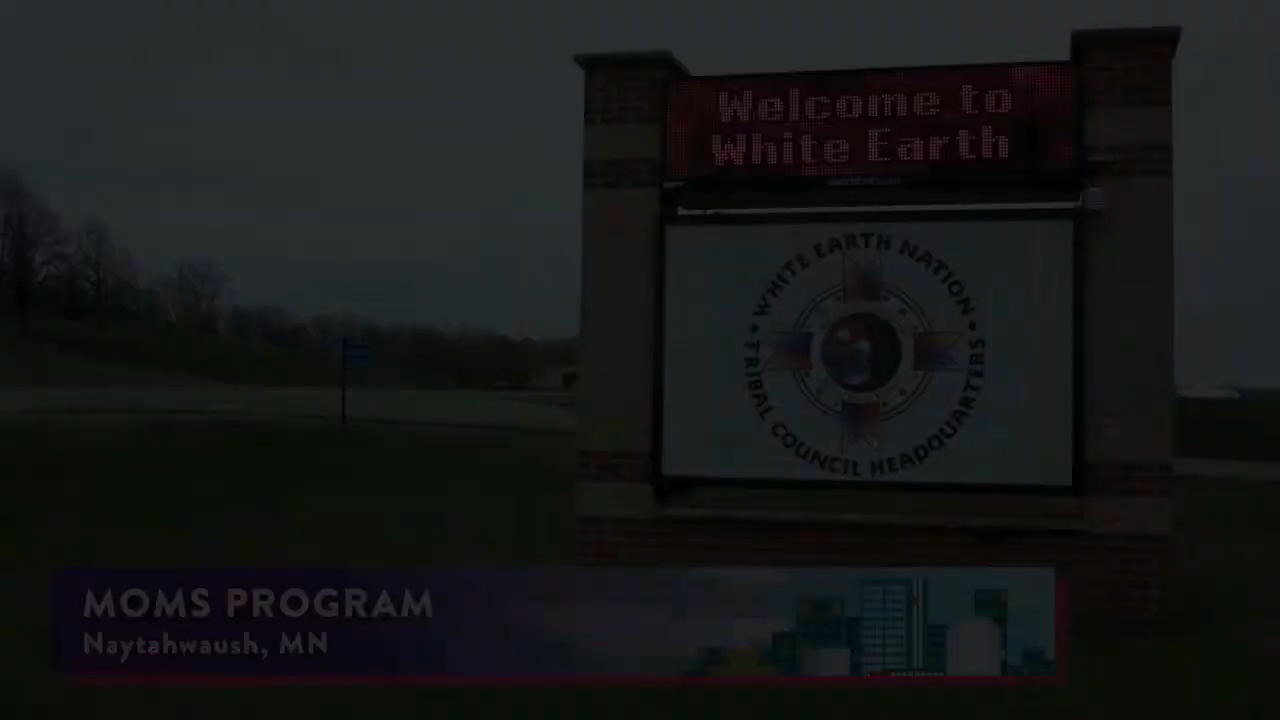 Welcome to
White Earth
WHITE EARTH NATION
• TRIBAL COUNCIL HEADQUARTERS •
MOMS PROGRAM
Naytahwaush, MN